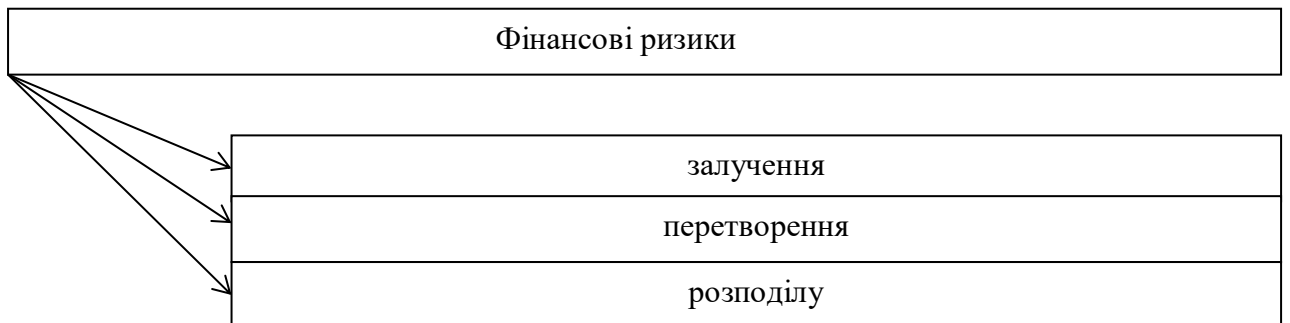 Фінансові ризики
залучення
перетворення
розподілу